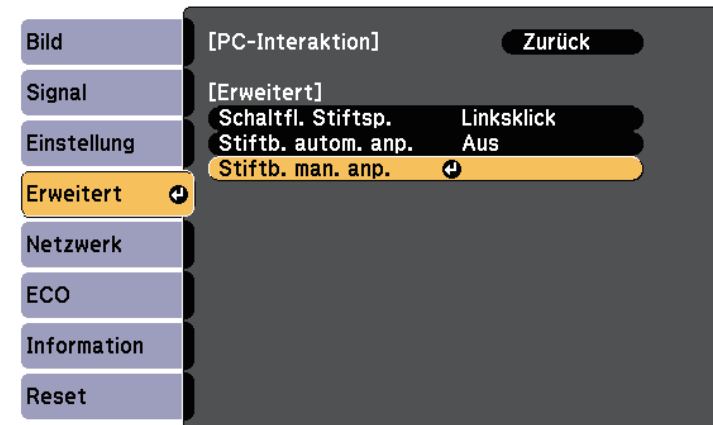 Bild
Signal
Einstellung
Erweitert
Netzwerk
ECO
Information
Reset
[PC-Interaktion] Zurück
[Erweitert]
Schaltfl. Stiftsp. Linksklick
Stiftb. autom. anp. Aus
Stiftb. man. anp.